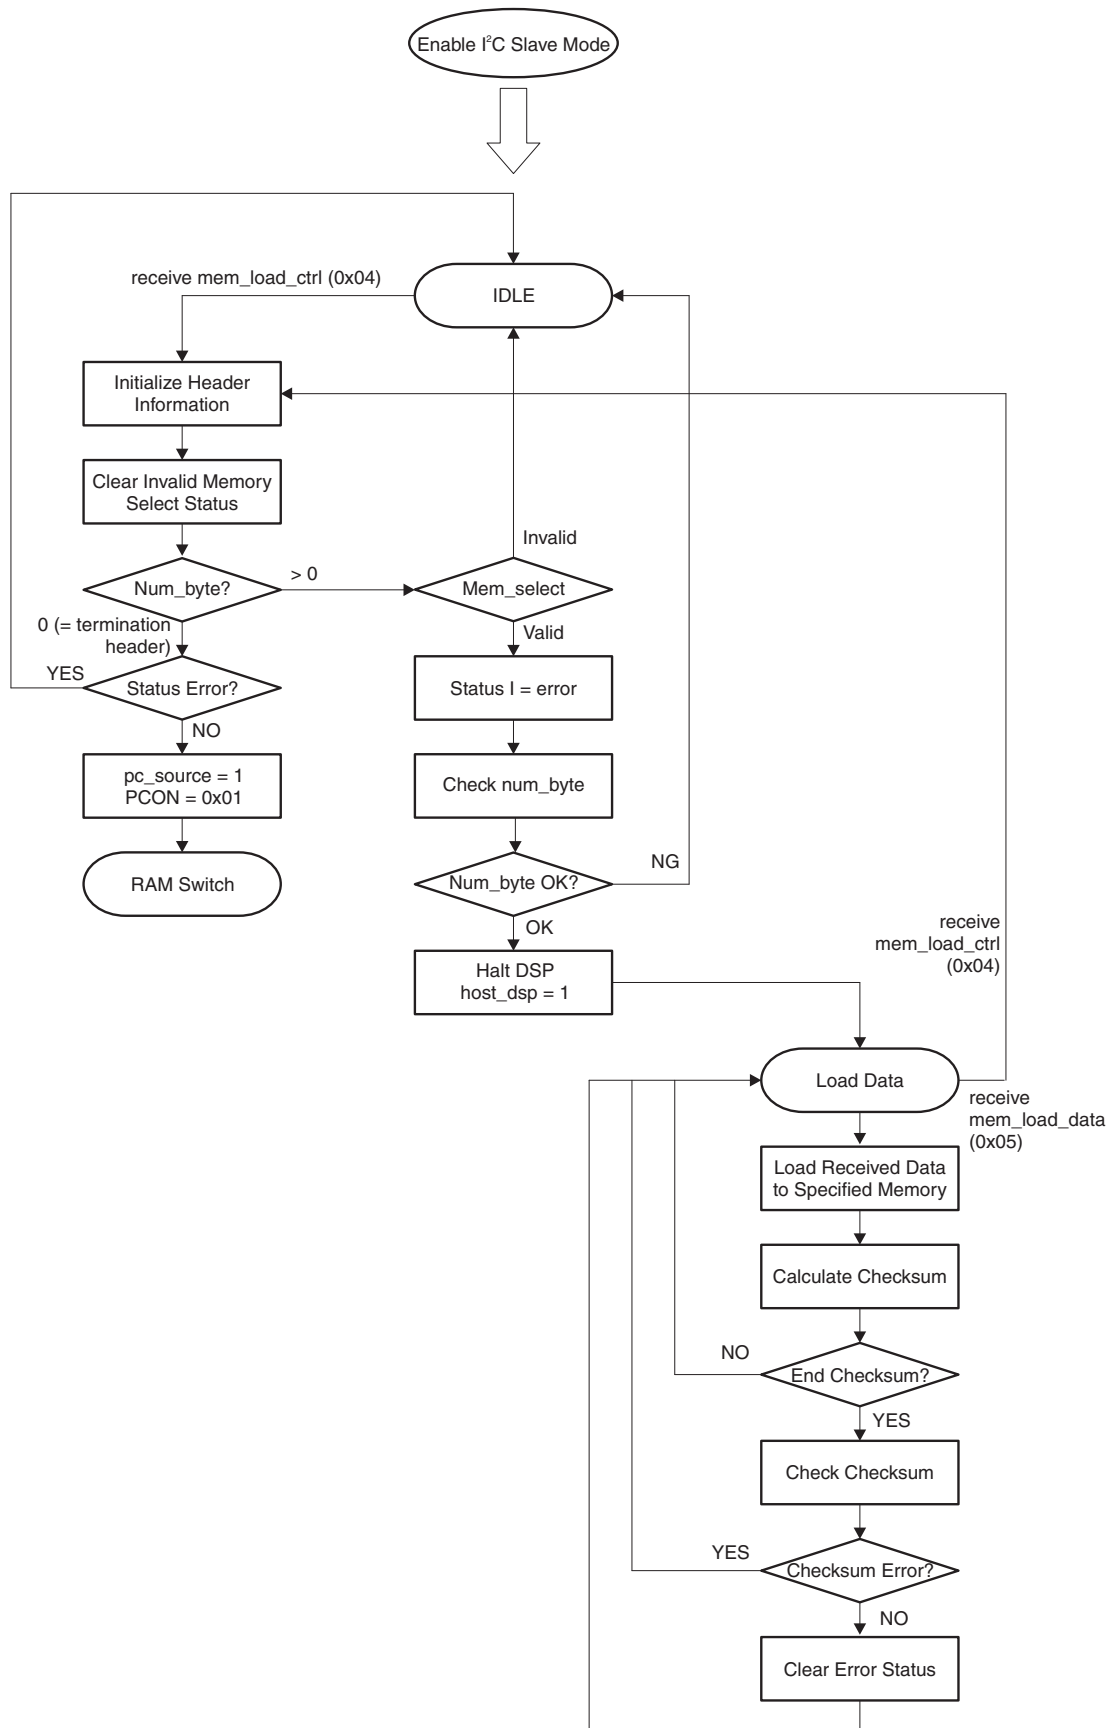 Enable I²C Slave Mode
receive mem_load_ctrl (0x04)
IDLE
Initialize Header
Information
Clear Invalid Memory
Select Status
Invalid
Num_byte?
> 0
Mem_select
0 (= termination
header)
Valid
YES
Status Error?
Status I = error
NO
pc_source = 1
PCON = 0x01
Check num_byte
RAM Switch
Num_byte OK?
NG
OK
Halt DSP
host_dsp = 1
receive
mem_load_ctrl
(0x04)
Load Data
receive
mem_load_data
(0x05)
Load Received Data
to Specified Memory
Calculate Checksum
NO
End Checksum?
YES
Check Checksum
YES
Checksum Error?
NO
Clear Error Status